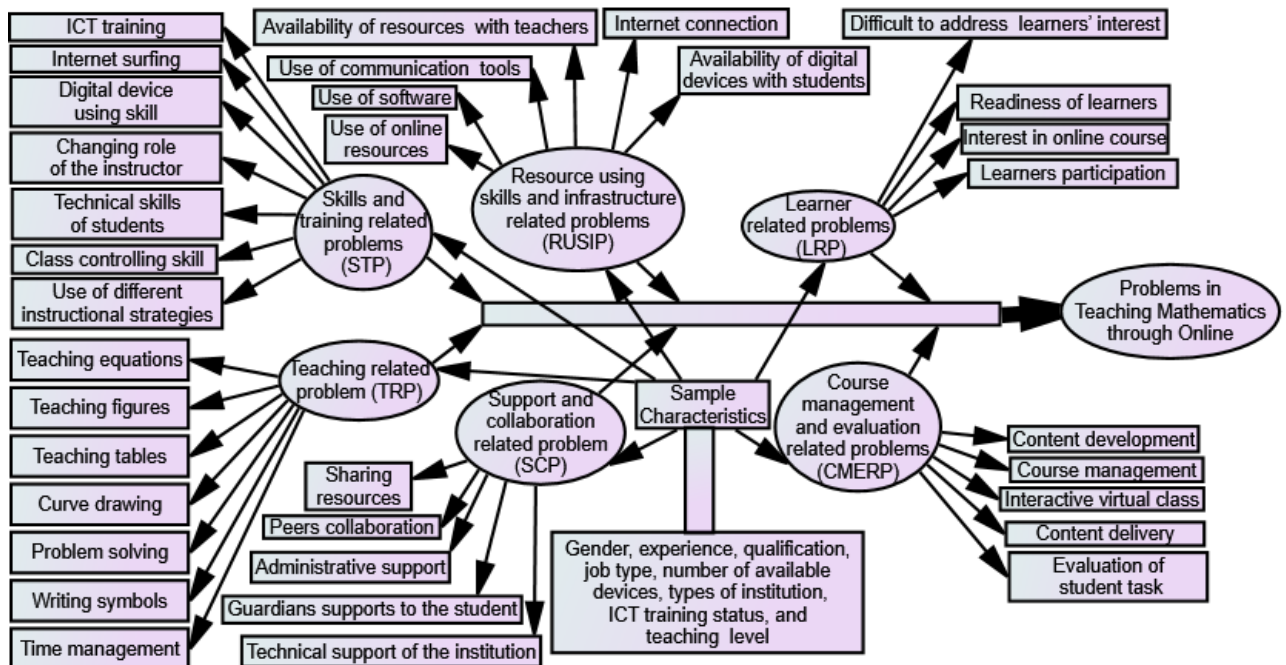 ICT training
Internet surfing
Digital device
using skill
Changing role
of the instructor
Technical skills
of students
Class controlling skill
Use of different
instructional strategies
Skills and
training related
problems
(STP)
Availability of resources with teachers
Internet connection
Use of communication tools
Availability of digital
devices with students
Use of software
Use of online
resources
Resource using
skills and infrastructure
related problems
(RUSIP)
Difficult to address learners' interest
Readiness of learners
Interest in online course
Learners participation
Learner
related problems
(LRP)
Problems in
Teaching Mathematics
through Online
Teaching equations
Teaching figures
Teaching tables
Curve drawing
Problem solving
Writing symbols
Time management
Teaching related
problem (TRP)
Support and
collaboration
related problem
(SCP)
Sharing
resources
Peers collaboration
Administrative support
Guardians supports to the student
Technical support of the institution
Sample
Characteristics
Gender, experience, qualification,
job type, number of available
devices, types of institution,
ICT training status, and
teaching level
Course
management
and evaluation
related problems
(CMERP)
Content development
Course management
Interactive virtual class
Content delivery
Evaluation of
student task